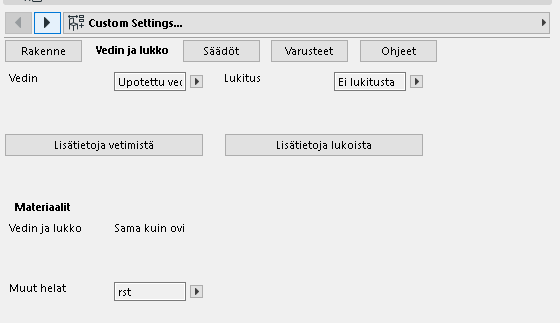 Custom Settings...
Rakenne Vedin ja lukko Säädöt Varusteet Ohjeet
Vedin Upotettu Lukitus Ei lukitusta
Lisätietoja vetimistä Lisätietoja lukoista
Materiaalit
Vedin ja lukko Sama kuin ovi
Muut helat rst